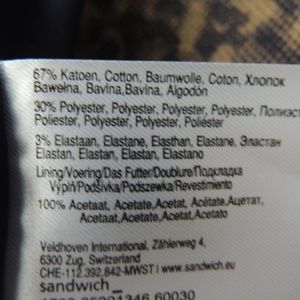 67% Katoen, Cotton, Baumwolle, Coton, Хлопок
Bawełna, Bavlna, Bavlna, Algodón
30% Polyester, Polyester, Polyester, Polyester,
Poliester, Polyester, Polyester, Poliéster
3% Elastaan, Elastane, Elasthan, Elastane, Эластан
Elastan, Elastan, Elastan, Elastano
Lining/Voering/Das Futter/Doublure/Подкладка
Výplň/Podšívka/Podszewka/Revestimiento
100% Acetaat, Acetate, Acetat, Acétate, Ацетат,
Acetaat, Acetate, Acetat, Acetato
Veldhoven International, Zählerweg 4,
6300 Zug, Switzerland
CHE-112.392.842-MWST I www.sandwich.eu
sandwich_